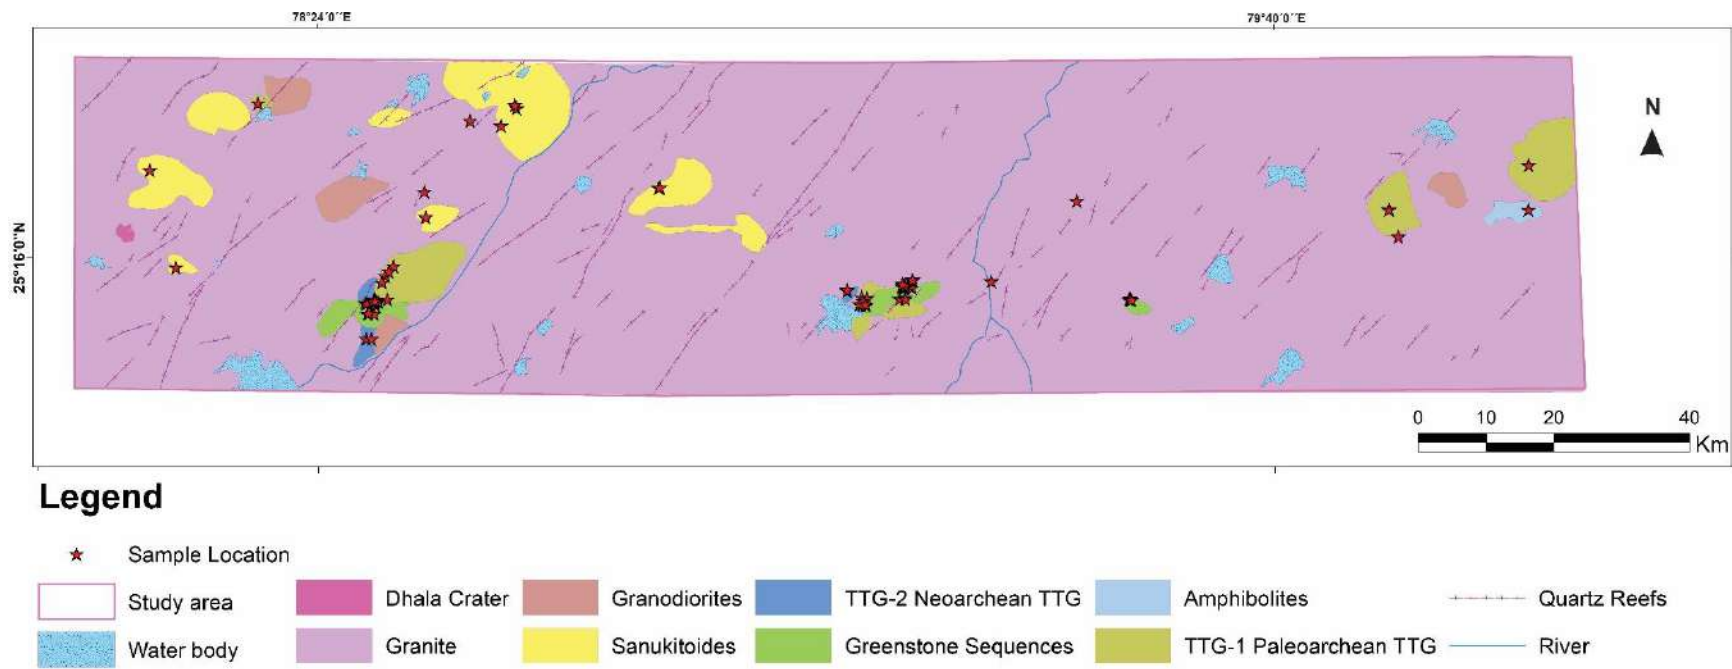 78°24´0´´E
79°40´0´´E
N
25°16´0´´N
0 10 20 40
Km
Legend
Sample Location
Study area
Dhala Crater
Granodiorites
TTG-2 Neoarchean TTG
Amphibolites
Quartz Reefs
Water body
Granite
Sanukitoides
Greenstone Sequences
TTG-1 Paleoarchean TTG
River